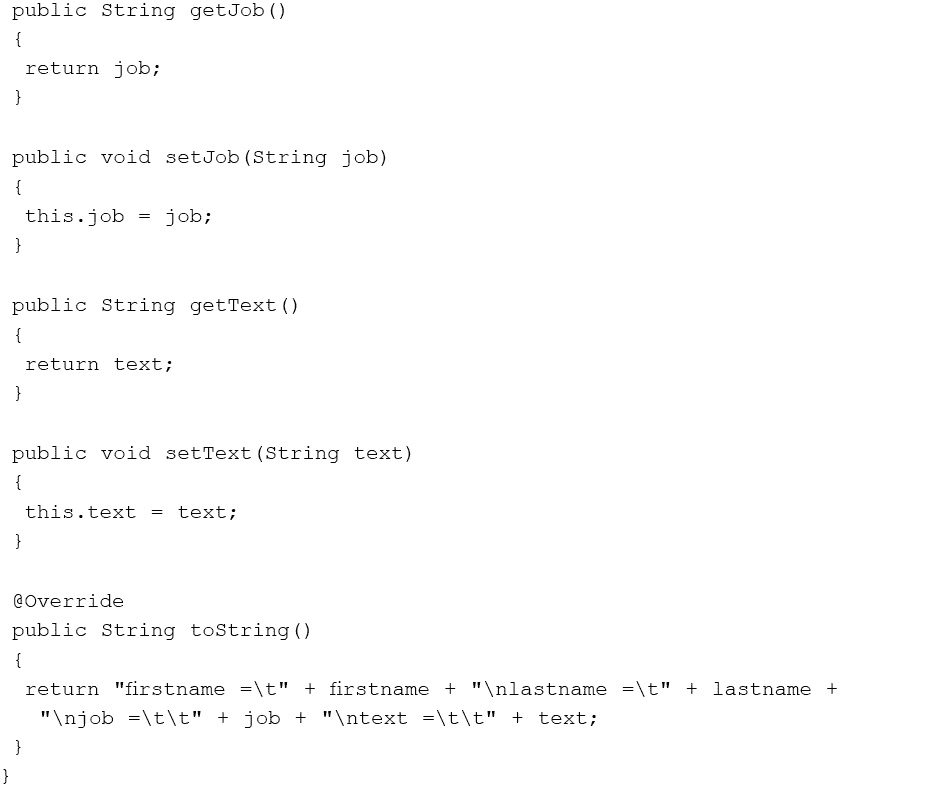 public String getJob()
{
return job;
}
public void setJob(String job)
{
this.job = job;
}
public String getText()
{
return text;
}
public void setText(String text)
{
this.text = text;
}
@Override
public String toString()
{
return "firstname =\t" + firstname + "\nlastname =\t" + lastname +
"\njob =\t\t" + job + "\ntext =\t\t" + text;
}
}